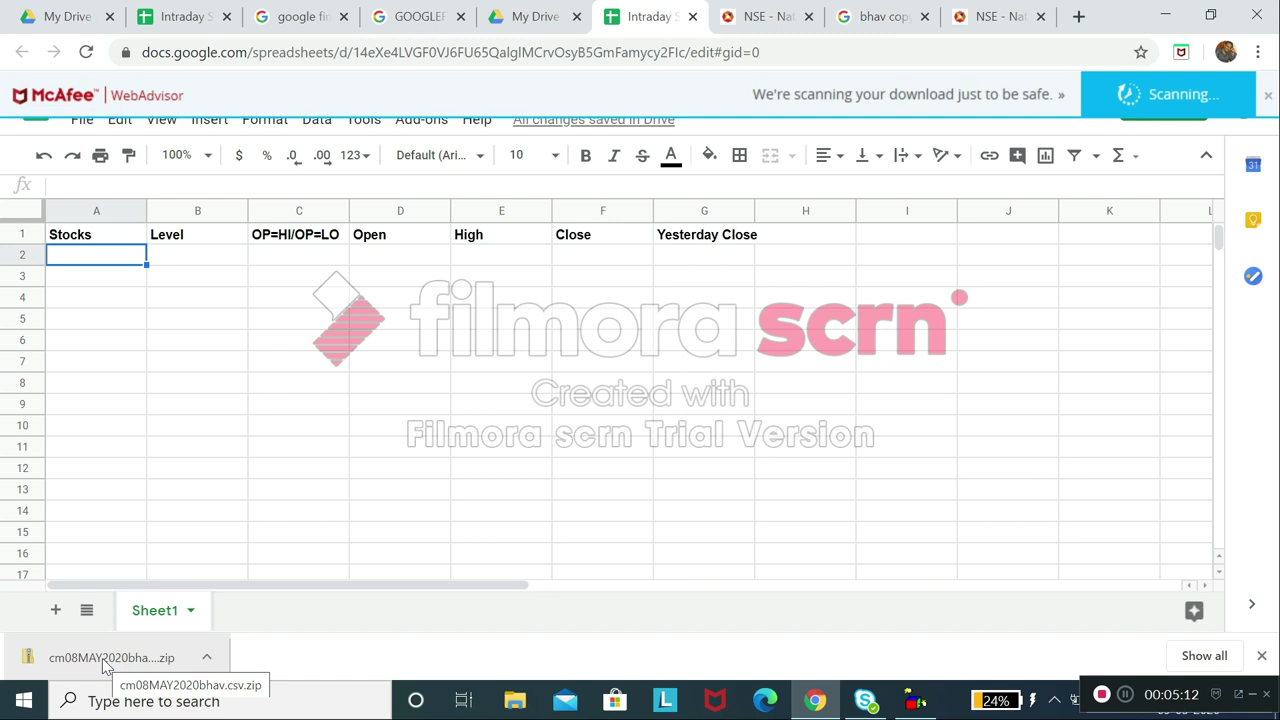 My Drive
Intraday S
google fin
GOOGLEF
My Drive
Intraday S
NSE - Nat
bhav copy
NSE - Nat
docs.google.com/spreadsheets/d/14eXe4LVGF0VJ6FU65QaIglMCrvOsyB5GmFamycy2FIc/edit#gid=0
McAfee™ | WebAdvisor
We're scanning your download just to be safe. »
Scanning...
File Edit View Insert Format Data Tools Add-ons Help All changes saved in Drive
100% $ % .0 .00 123 Default (Ari... 10 B I S A
fx
A B C D E F G H I J K L
1 Stocks Level OP=HI/OP=LO Open High Close Yesterday Close
2
3
4
5
6
7
8
9
10
11
12
13
14
15
16
17
filmora scrn
Created with
Filmora scrn Trial Version
31
Sheet1
cm08MAY2020bha....zip
Show all
cm08MAY2020bhav.csv.zip
Type here to search
24%
00:05:12